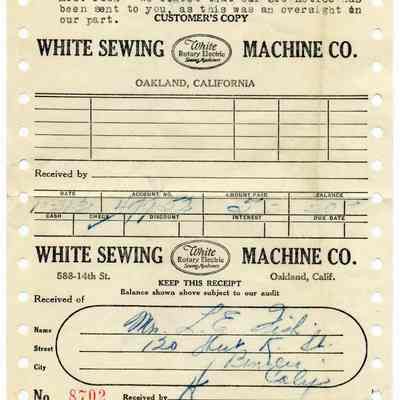 been sent to you, as this was an oversight on
our part.
CUSTOMER'S COPY
WHITE SEWING White Rotary Electric Sewing Machines MACHINE CO.
OAKLAND, CALIFORNIA
Received by
DATE ACCOUNT NO. AMOUNT PAID BALANCE
CASH CHECK DISCOUNT INTEREST DUE DATE
WHITE SEWING White Rotary Electric Sewing Machines MACHINE CO.
588-14th St. Oakland, Calif.
KEEP THIS RECEIPT
Balance shown above subject to our audit
Received of
Name Mrs. L E
Street 120 K St.
City
No. 8702 Received by